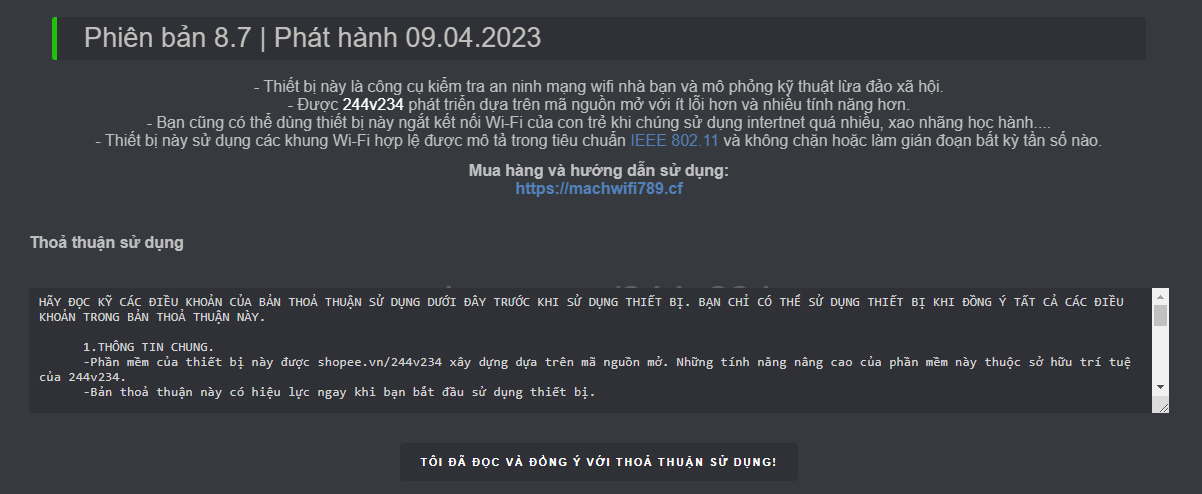 Phiên bản 8.7 | Phát hành 09.04.2023
- Thiết bị này là công cụ kiểm tra an ninh mạng wifi nhà bạn và mô phỏng kỹ thuật lừa đảo xã hội.
- Được 244v234 phát triển dựa trên mã nguồn mở với ít lỗi hơn và nhiều tính năng hơn.
- Bạn cũng có thể dùng thiết bị này ngắt kết nối Wi-Fi của con trẻ khi chúng sử dụng intertnet quá nhiều, xao nhãng học hành....
- Thiết bị này sử dụng các khung Wi-Fi hợp lệ được mô tả trong tiêu chuẩn IEEE 802.11 và không chặn hoặc làm gián đoạn bất kỳ tần số nào.
Mua hàng và hướng dẫn sử dụng:
https://machwifi789.cf
Thoả thuận sử dụng
HÃY ĐỌC KỸ CÁC ĐIỀU KHOẢN CỦA BẢN THOẢ THUẬN SỬ DỤNG DƯỚI ĐÂY TRƯỚC KHI SỬ DỤNG THIẾT BỊ. BẠN CHỈ CÓ THỂ SỬ DỤNG THIẾT BỊ KHI ĐỒNG Ý TẤT CẢ CÁC ĐIỀU
KHOẢN TRONG BẢN THOẢ THUẬN NÀY.
1.THÔNG TIN CHUNG.
-Phần mềm của thiết bị này được shopee.vn/244v234 xây dựng dựa trên mã nguồn mở. Những tính năng nâng cao của phần mềm này thuộc sở hữu trí tuệ
của 244v234.
-Bản thoả thuận này có hiệu lực ngay khi bạn bắt đầu sử dụng thiết bị.
TÔI ĐÃ ĐỌC VÀ ĐỒNG Ý VỚI THOẢ THUẬN SỬ DỤNG!